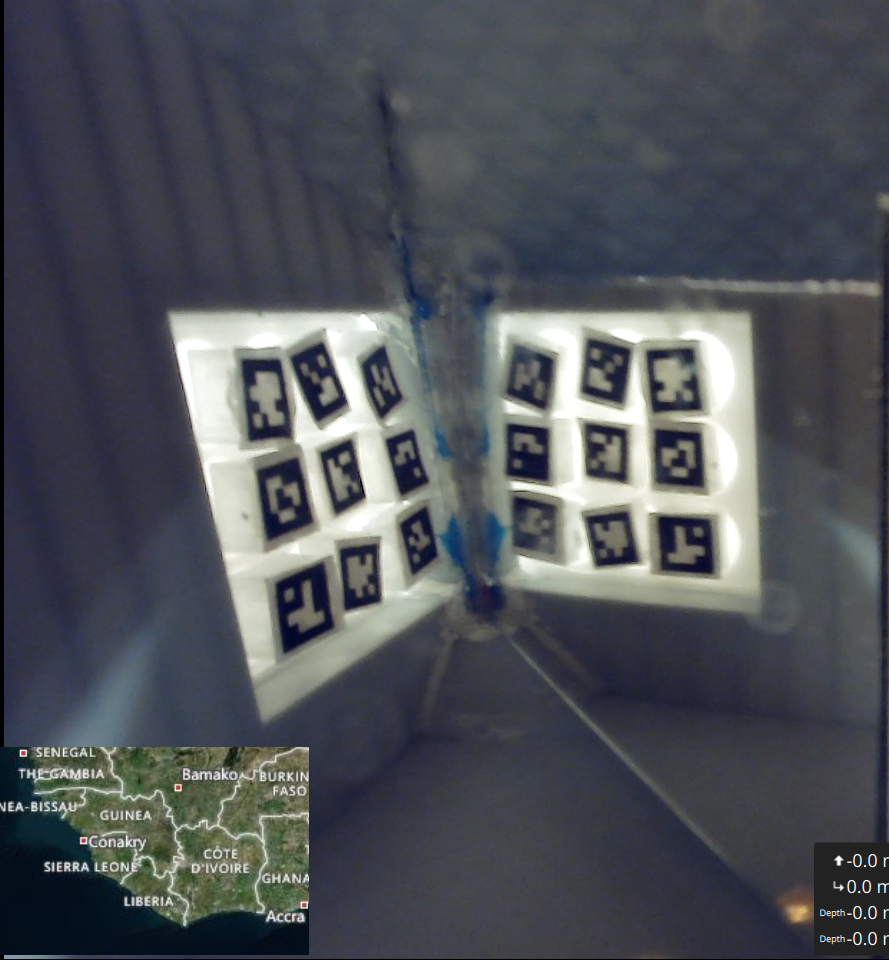 SENEGAL
THE GAMBIA
Bamako
BURKIN
FASO
NEA-BISSAU
GUINEA
Conakry
CÔTE
D'IVOIRE
SIERRA LEONE
GHANA
LIBERIA
Accra
-0.0 m
0.0 m
Depth -0.0 m
Depth -0.0 m